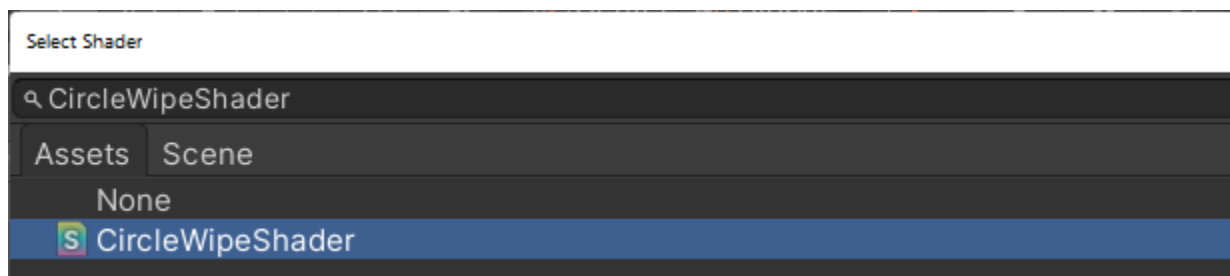 Select Shader
CircleWipeShader
Assets Scene
None
S CircleWipeShader